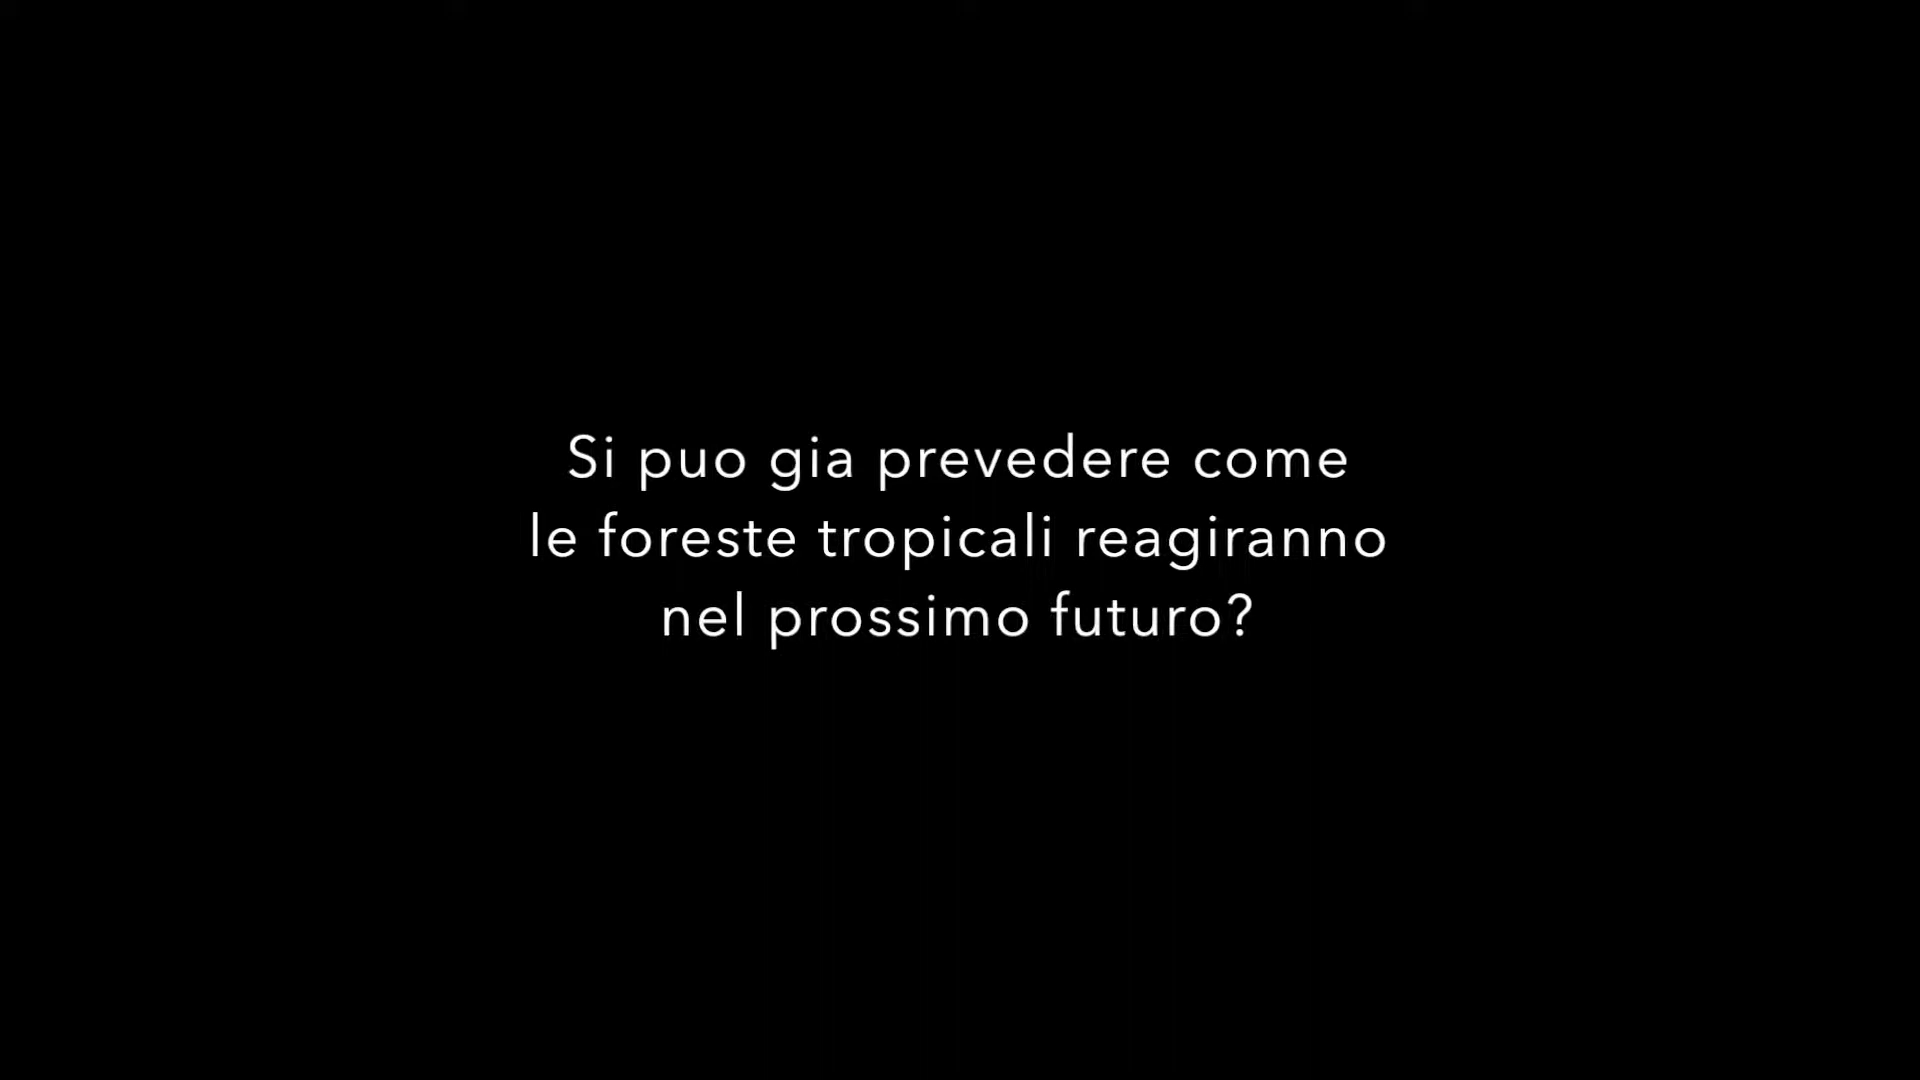 Si puo gia prevedere come
le foreste tropicali reagiranno
nel prossimo futuro?